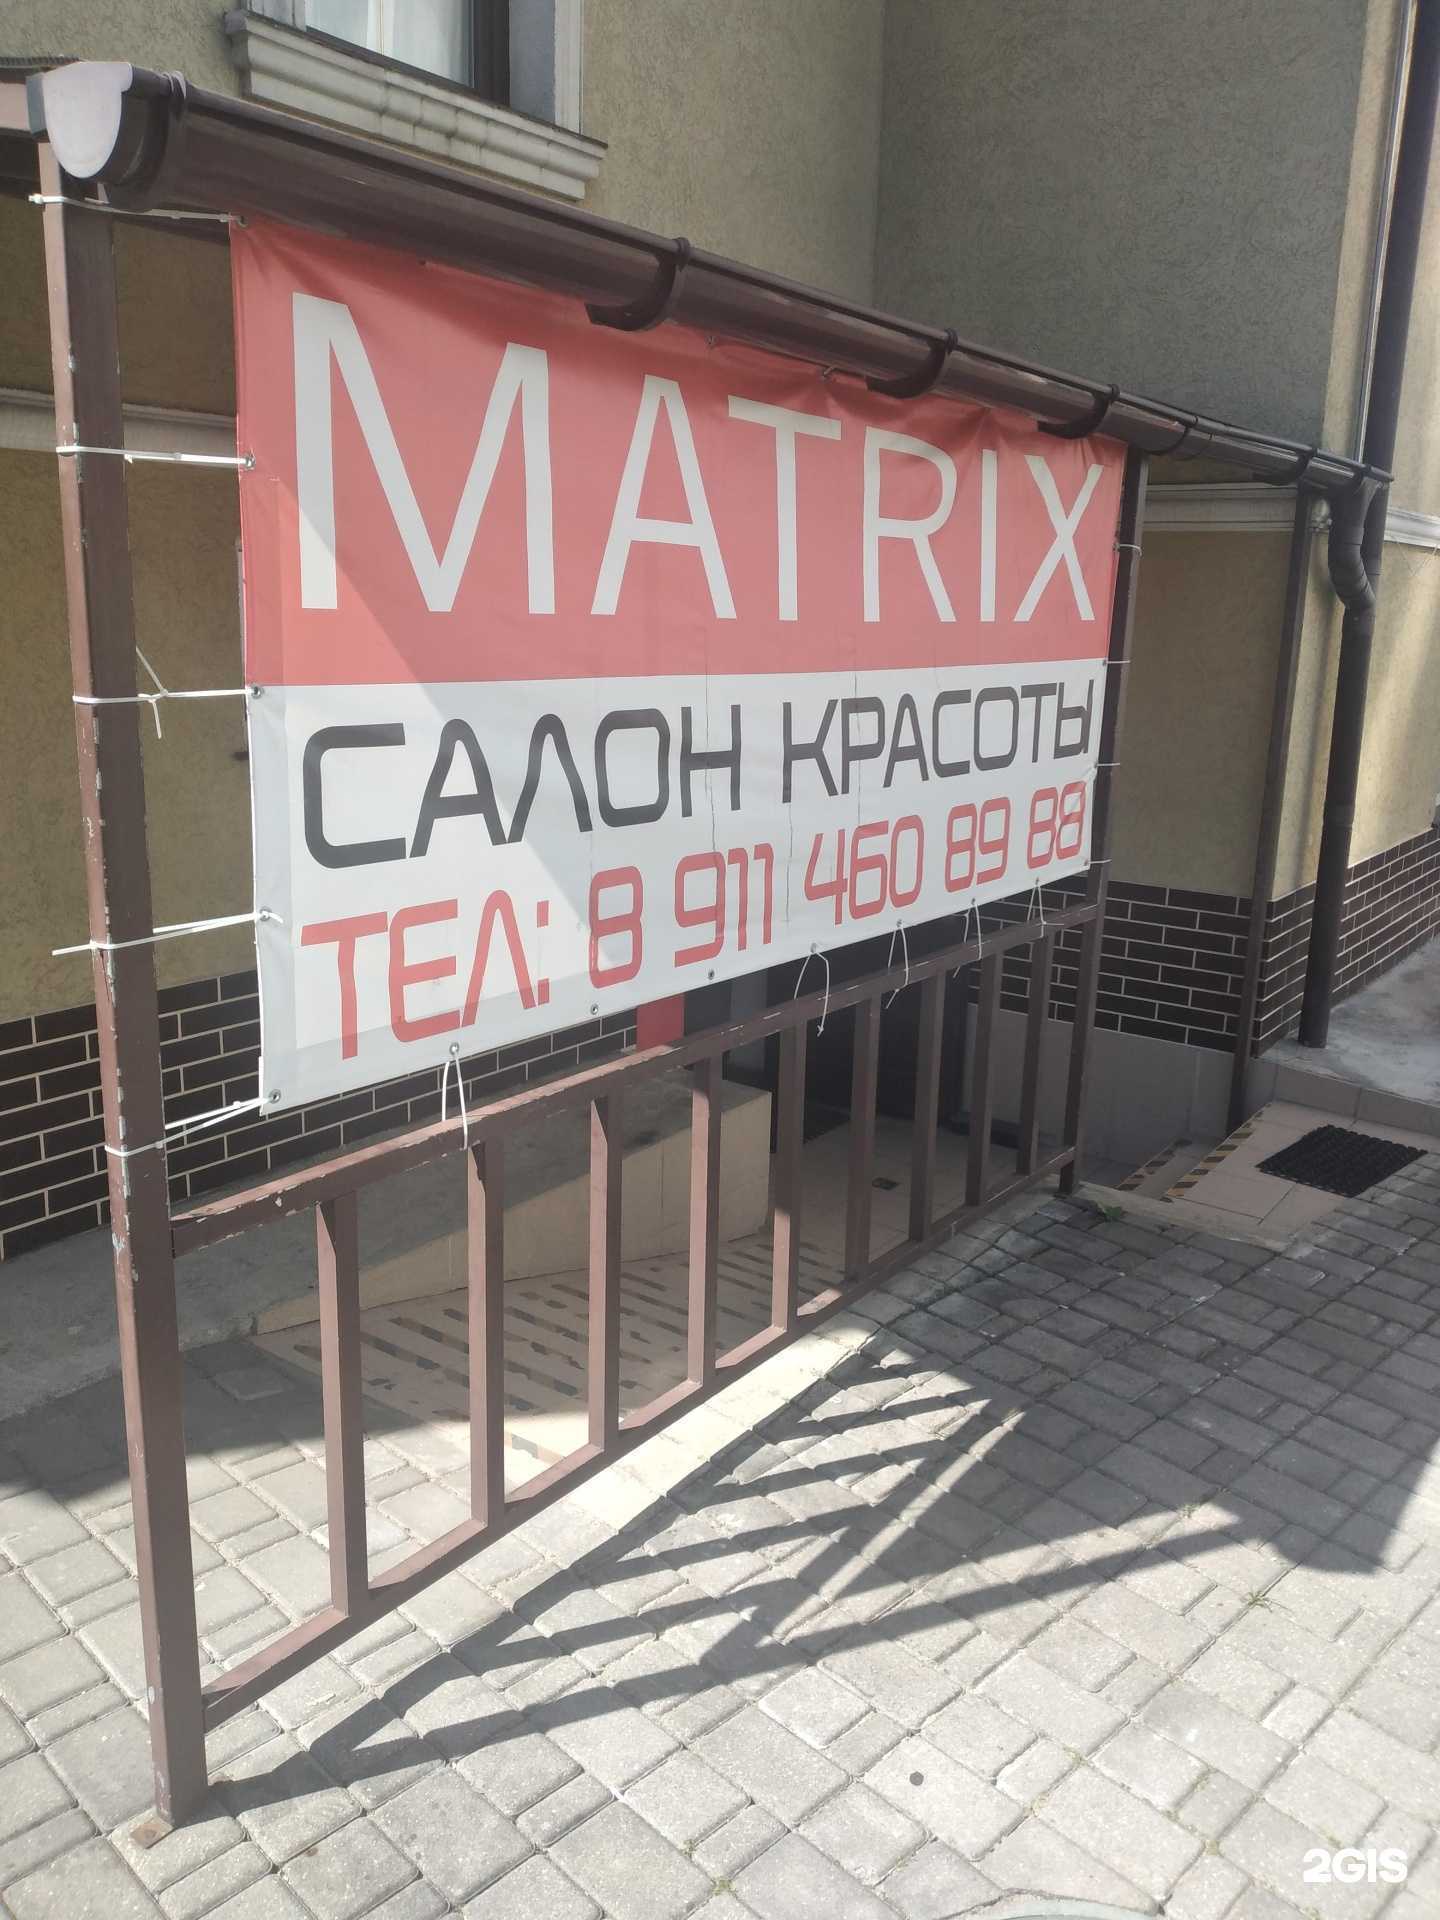 MATRIX
САЛОН КРАСОТЫ
ТЕЛ: 8 911 460 89 88
2GIS